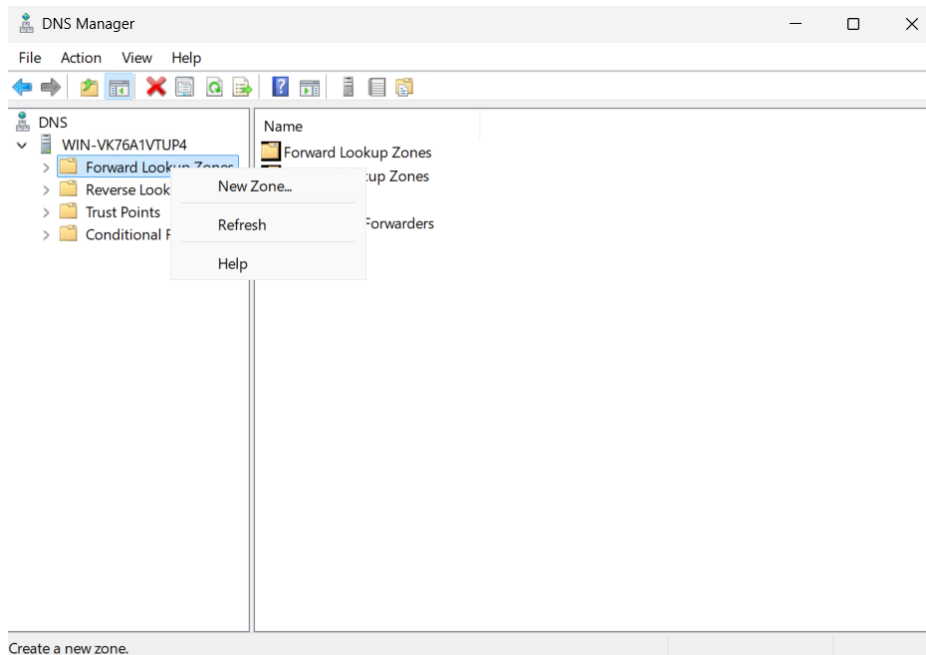 DNS Manager
File Action View Help
DNS
WIN-VK76A1VTUP4
Forward Lookup Zones
Reverse Look
Trust Points
Conditional F
New Zone...
Refresh
Help
Name
Forward Lookup Zones
kup Zones
Forwarders
Create a new zone.